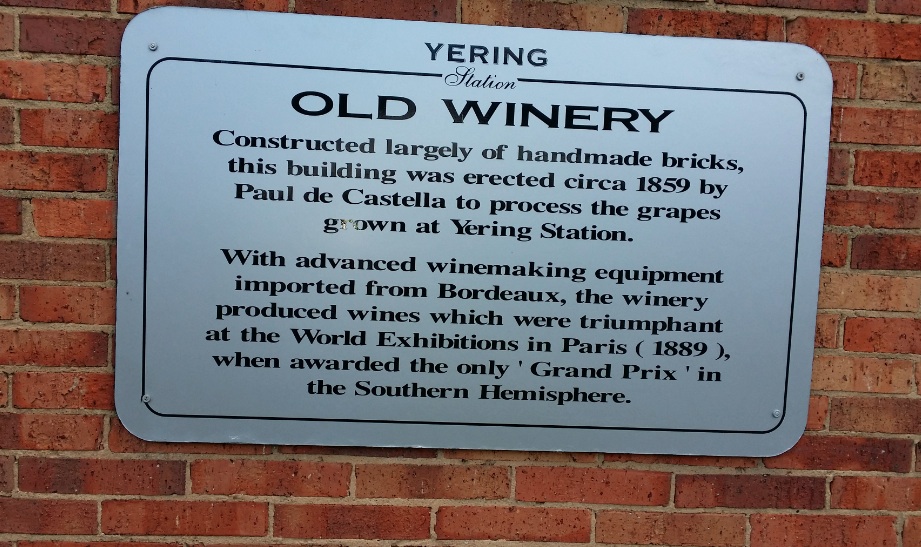 YERING
Station
OLD WINERY
Constructed largely of handmade bricks,
this building was erected circa 1859 by
Paul de Castella to process the grapes
grown at Yering Station.
With advanced winemaking equipment
imported from Bordeaux, the winery
produced wines which were triumphant
at the World Exhibitions in Paris ( 1889 ),
when awarded the only ' Grand Prix ' in
the Southern Hemisphere.